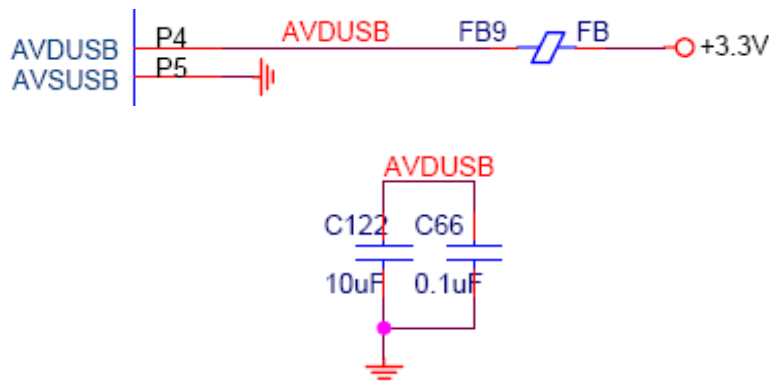 AVDUSB P4 AVDUSB FB9 FB +3.3V
AVSUSB P5
AVDUSB
C122 C66
10uF 0.1uF